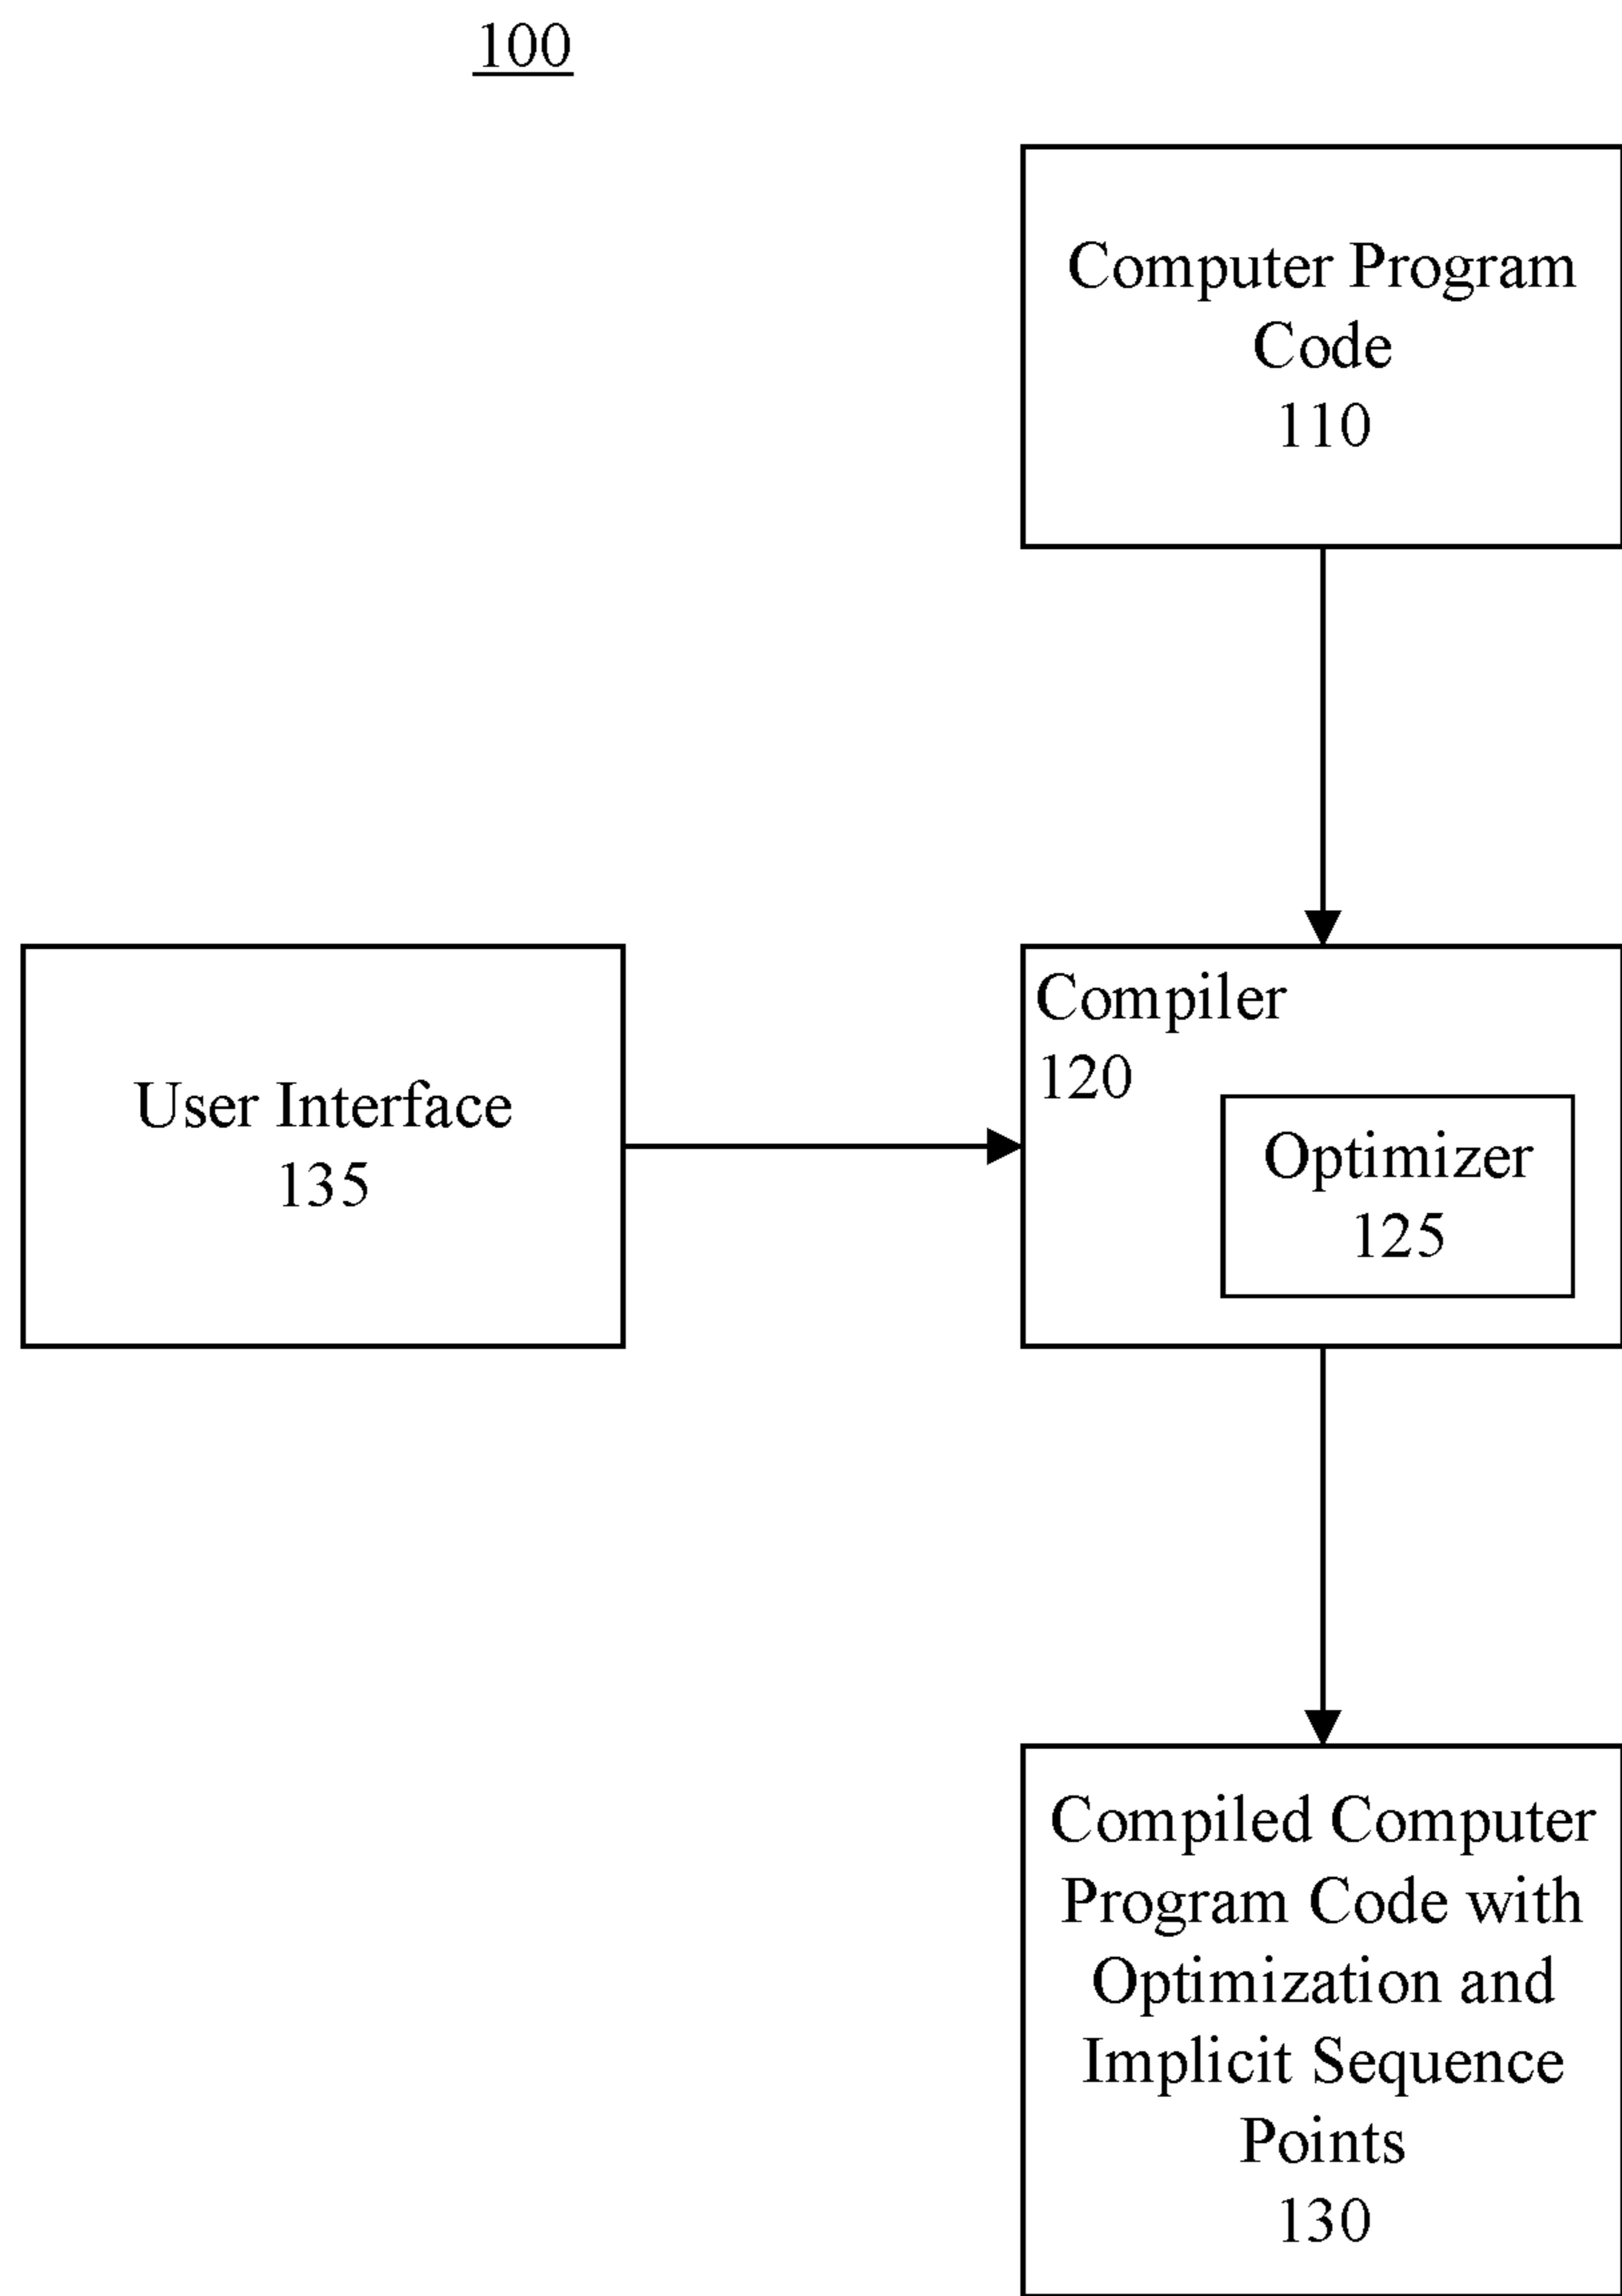 100
Computer Program
Code
110
Compiler
120
User Interface
135
Optimizer
125
Compiled Computer
Program Code with
Optimization and
Implicit Sequence
Points
130